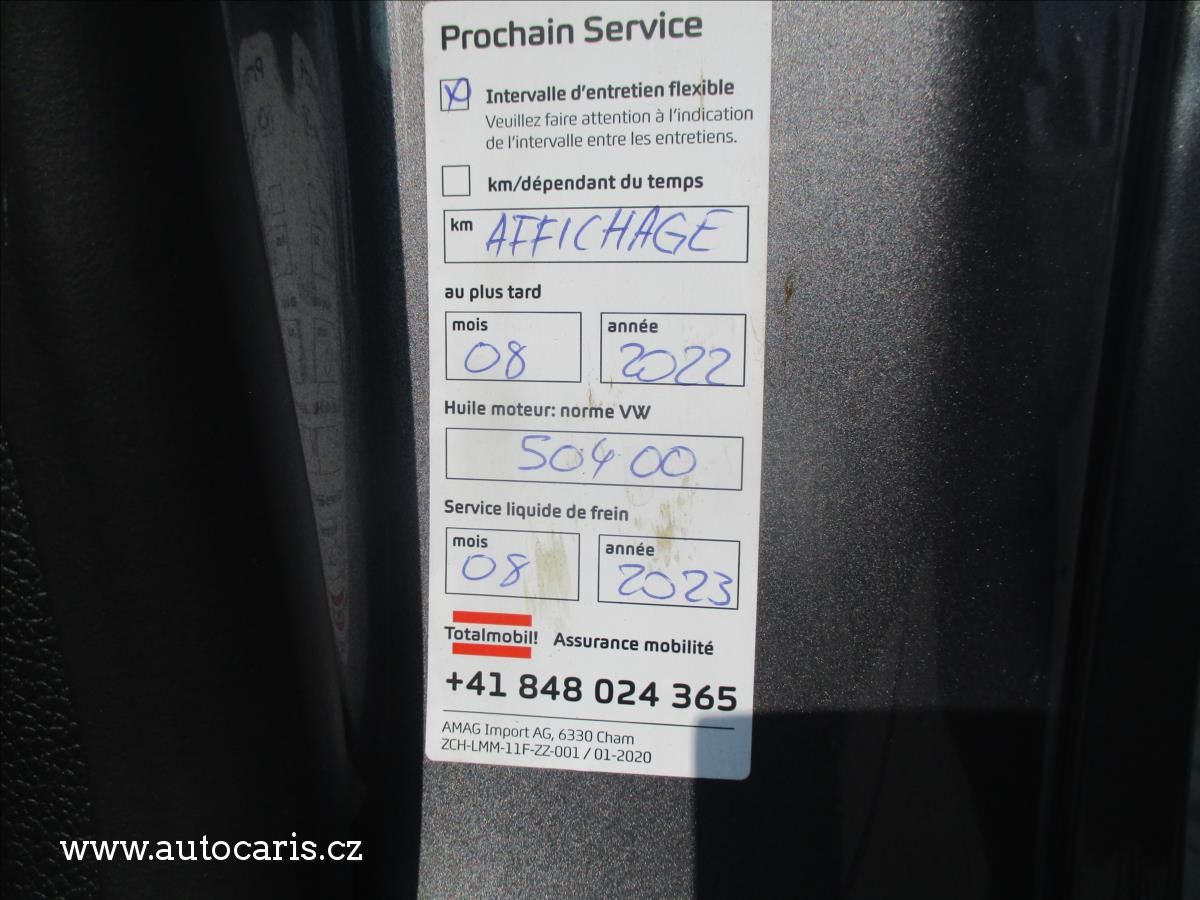 Prochain Service
X Intervalle d'entretien flexible
Veuillez faire attention à l'indication
de l'intervalle entre les entretiens.
km/dépendant du temps
km AFFICHAGE
au plus tard
mois année
08 2022
Huile moteur: norme VW
504 00
Service liquide de frein
mois année
08 2023
Totalmobil! Assurance mobilité
+41 848 024 365
AMAG Import AG, 6330 Cham
ZCH-LMM-11F-ZZ-001 / 01-2020
www.autocaris.cz